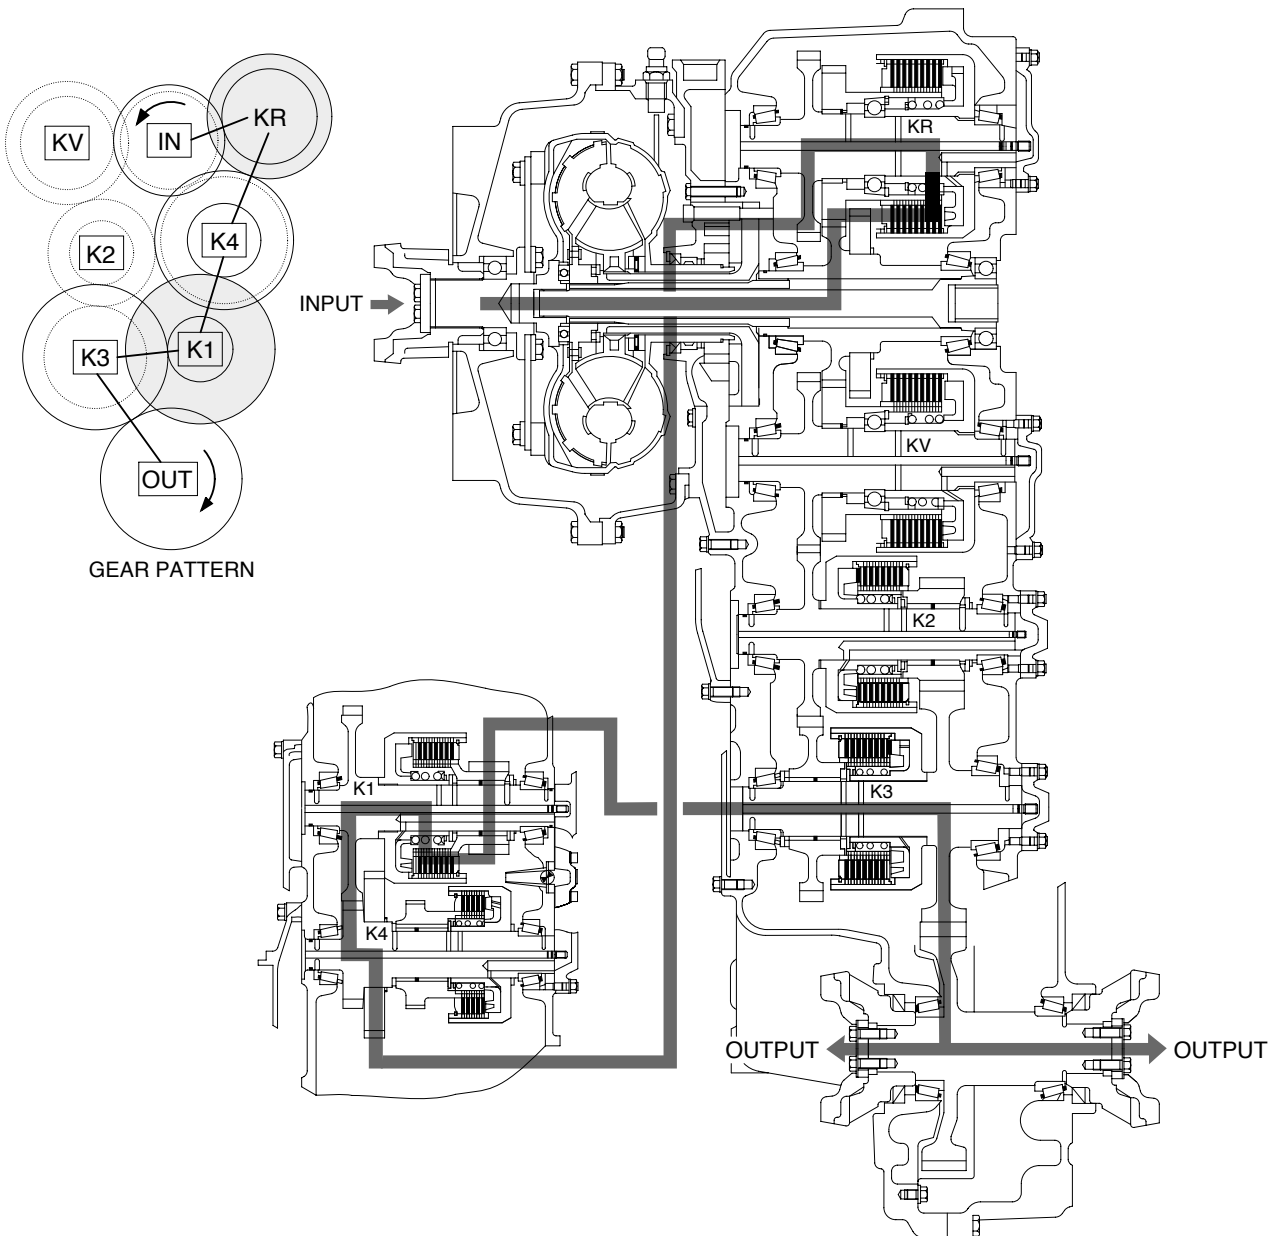 KR
KV
IN
K4
K2
K3
K1
OUT
GEAR PATTERN
INPUT
KR
KV
K2
K3
K1
K4
OUTPUT
OUTPUT